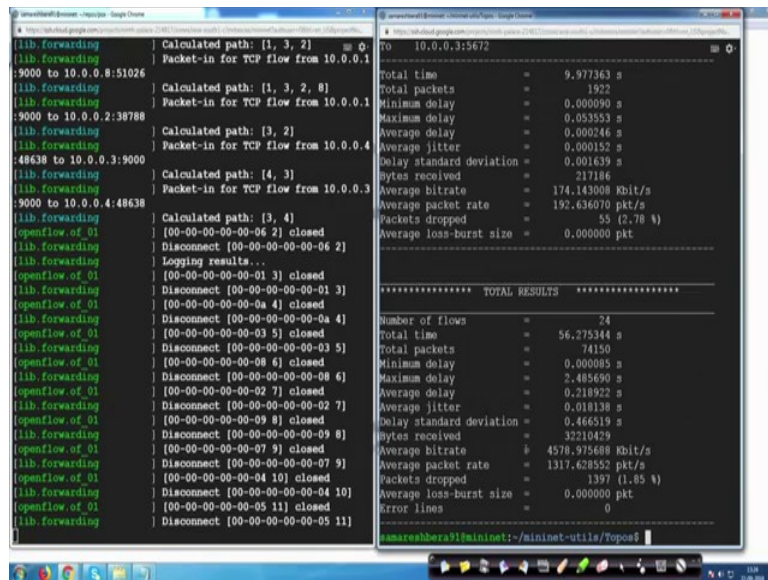 [lib.forwarding ] Calculated path: [1, 3, 2]
[lib.forwarding ] Packet-in for TCP flow from 10.0.0.1
:9000 to 10.0.0.8:51026
[lib.forwarding ] Calculated path: [1, 3, 2, 8]
[lib.forwarding ] Packet-in for TCP flow from 10.0.0.1
:9000 to 10.0.0.2:38788
[lib.forwarding ] Calculated path: [3, 2]
[lib.forwarding ] Packet-in for TCP flow from 10.0.0.4
:48638 to 10.0.0.3:9000
[lib.forwarding ] Calculated path: [4, 3]
[lib.forwarding ] Packet-in for TCP flow from 10.0.0.3
:9000 to 10.0.0.4:48638
[lib.forwarding ] Calculated path: [3, 4]
[openflow.of_01 ] [00-00-00-00-00-06 2] closed
[lib.forwarding ] Disconnect [00-00-00-00-00-06 2]
[lib.forwarding ] Logging results...
[openflow.of_01 ] [00-00-00-00-00-01 3] closed
[lib.forwarding ] Disconnect [00-00-00-00-00-01 3]
[openflow.of_01 ] [00-00-00-00-00-0a 4] closed
[lib.forwarding ] Disconnect [00-00-00-00-00-0a 4]
[openflow.of_01 ] [00-00-00-00-00-03 5] closed
[lib.forwarding ] Disconnect [00-00-00-00-00-03 5]
[openflow.of_01 ] [00-00-00-00-00-08 6] closed
[lib.forwarding ] Disconnect [00-00-00-00-00-08 6]
[openflow.of_01 ] [00-00-00-00-00-02 7] closed
[lib.forwarding ] Disconnect [00-00-00-00-00-02 7]
[openflow.of_01 ] [00-00-00-00-00-09 8] closed
[lib.forwarding ] Disconnect [00-00-00-00-00-09 8]
[openflow.of_01 ] [00-00-00-00-00-07 9] closed
[lib.forwarding ] Disconnect [00-00-00-00-00-07 9]
[openflow.of_01 ] [00-00-00-00-00-04 10] closed
[lib.forwarding ] Disconnect [00-00-00-00-00-04 10]
[openflow.of_01 ] [00-00-00-00-00-05 11] closed
[lib.forwarding ] Disconnect [00-00-00-00-00-05 11]
To 10.0.0.3:5672
Total time = 9.977363 s
Total packets = 1922
Minimum delay = 0.000090 s
Maximum delay = 0.053553 s
Average delay = 0.000246 s
Average jitter = 0.000152 s
Delay standard deviation = 0.001639 s
Bytes received = 217186
Average bitrate = 174.143008 Kbit/s
Average packet rate = 192.636070 pkt/s
Packets dropped = 55 (2.78 %)
Average loss-burst size = 0.000000 pkt
**************** TOTAL RESULTS ******************
Number of flows = 24
Total time = 56.275344 s
Total packets = 74150
Minimum delay = 0.000085 s
Maximum delay = 2.485690 s
Average delay = 0.218922 s
Average jitter = 0.018138 s
Delay standard deviation = 0.466519 s
Bytes received = 32210429
Average bitrate = 4578.975688 Kbit/s
Average packet rate = 1317.628552 pkt/s
Packets dropped = 1397 (1.85 %)
Average loss-burst size = 0.000000 pkt
Error lines = 0
samareshbera91@mininet:~/mininet-utils/Topos$